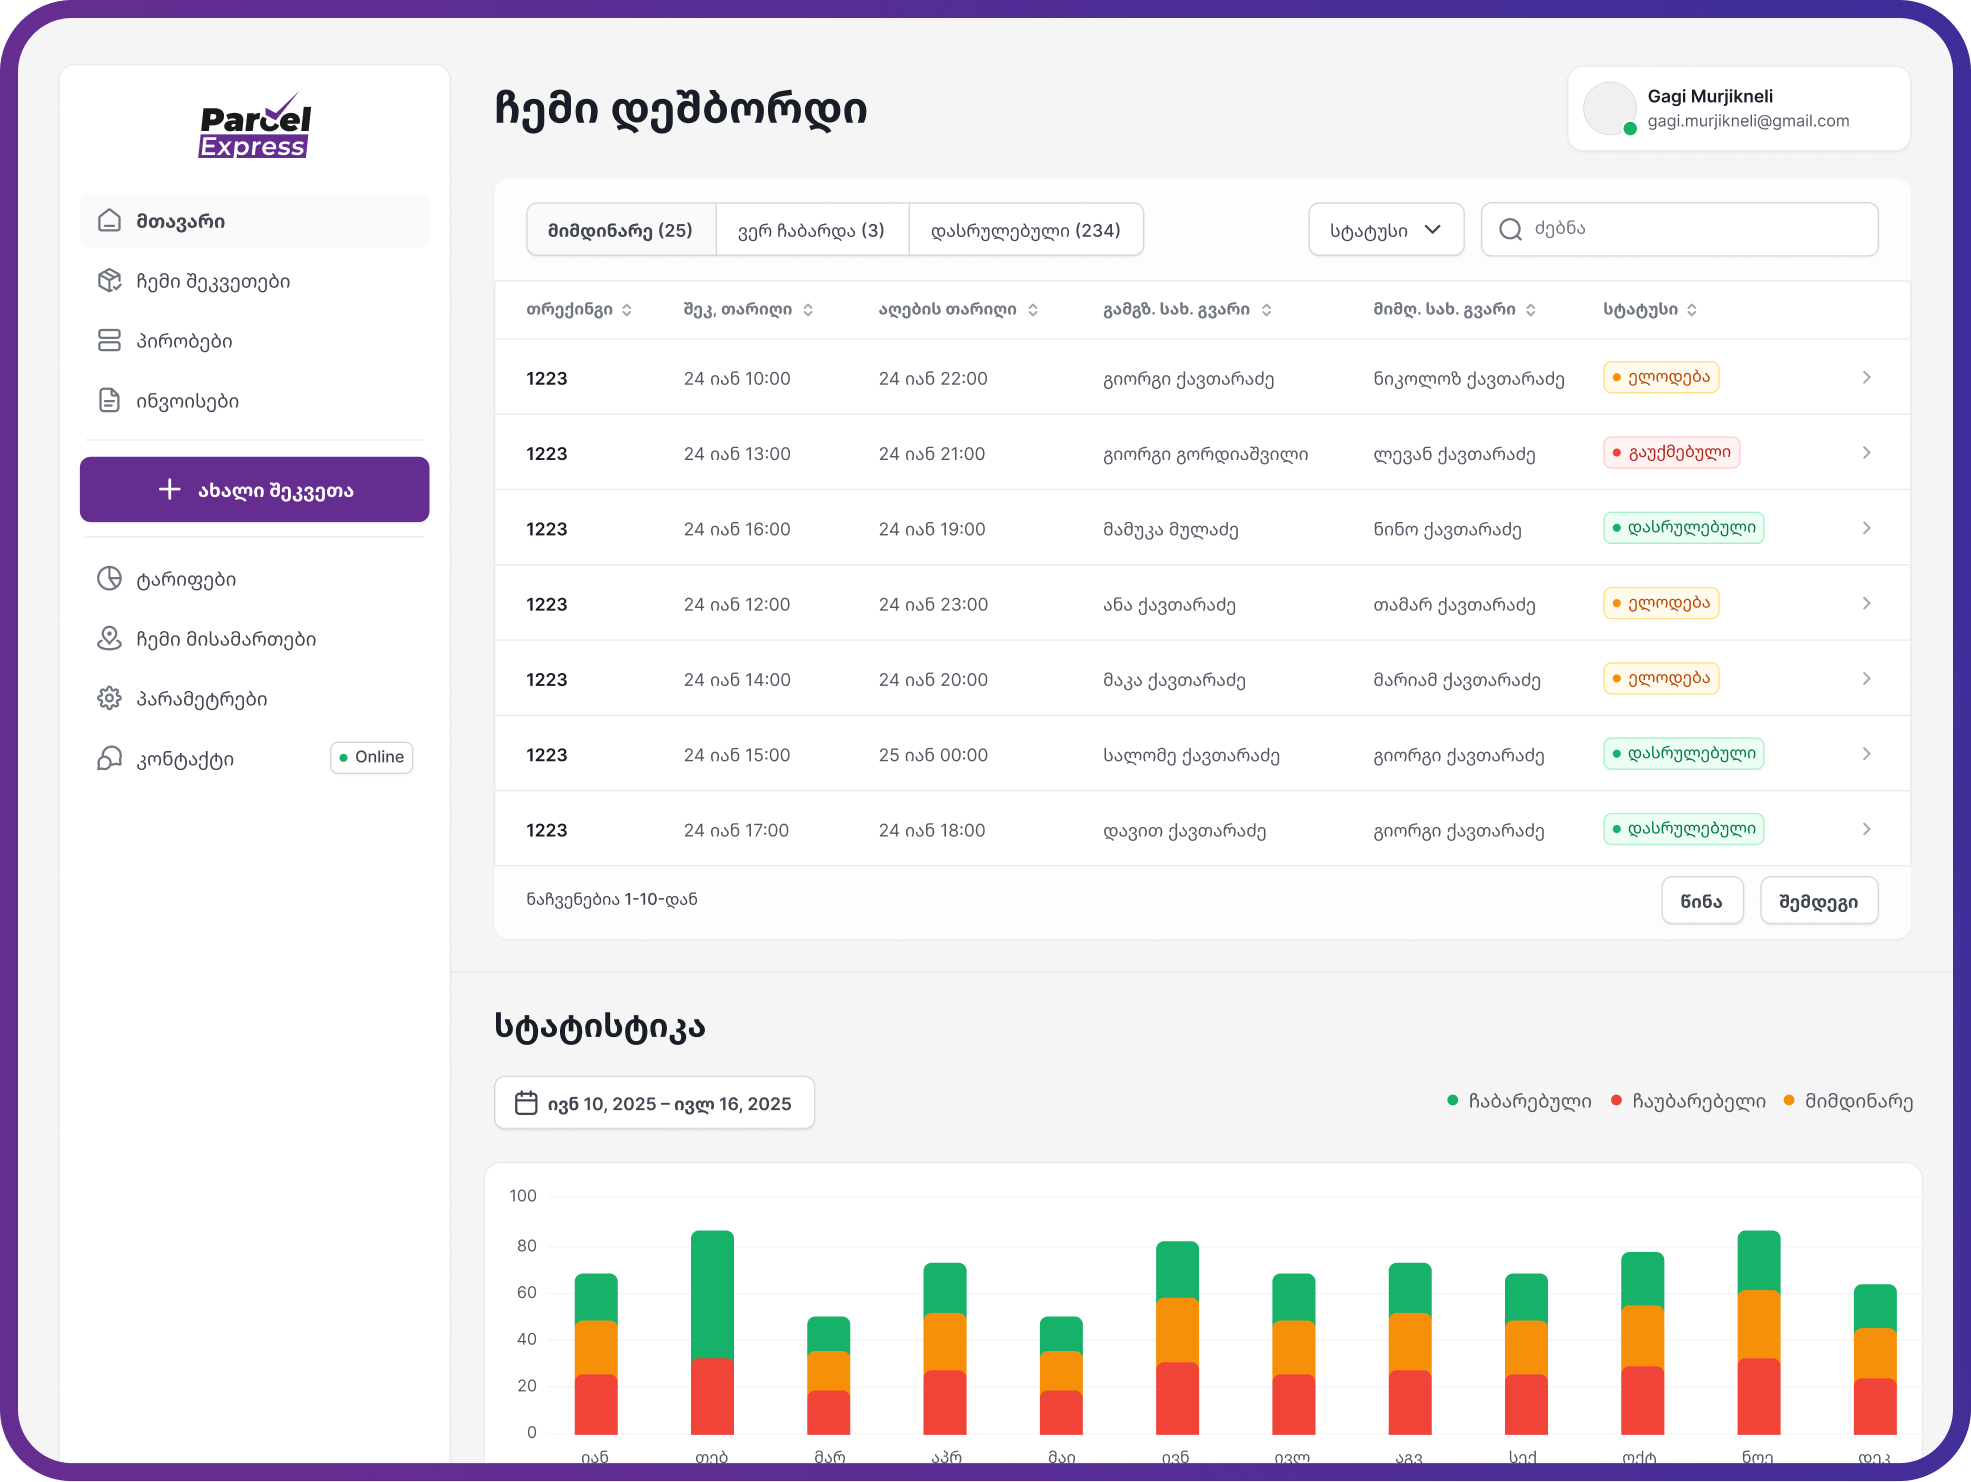 Parcel
Express
მთავარი
ჩემი შეკვეთები
პირობები
ინვოისები
ახალი შეკვეთა
ტარიფები
ჩემი მისამართები
პარამეტრები
კონტაქტი
Online
ჩემი დეშბორდი
Gagi Murjikneli
gagi.murjikneli@gmail.com
მიმდინარე (25) ვერ ჩაბარდა (3) დასრულებული (234) სტატუსი ძებნა
თრექინგი შეკ, თარიღი აღების თარიღი გამგზ. სახ. გვარი მიმღ. სახ. გვარი სტატუსი
1223 24 იან 10:00 24 იან 22:00 გიორგი ქავთარაძე ნიკოლოზ ქავთარაძე ელოდება
1223 24 იან 13:00 24 იან 21:00 გიორგი გორდიაშვილი ლევან ქავთარაძე გაუქმებული
1223 24 იან 16:00 24 იან 19:00 მამუკა მულაძე ნინო ქავთარაძე დასრულებული
1223 24 იან 12:00 24 იან 23:00 ანა ქავთარაძე თამარ ქავთარაძე ელოდება
1223 24 იან 14:00 24 იან 20:00 მაკა ქავთარაძე მარიამ ქავთარაძე ელოდება
1223 24 იან 15:00 25 იან 00:00 სალომე ქავთარაძე გიორგი ქავთარაძე დასრულებული
1223 24 იან 17:00 24 იან 18:00 დავით ქავთარაძე გიორგი ქავთარაძე დასრულებული
ნაჩვენებია 1-10-დან წინა შემდეგი
სტატისტიკა
ივნ 10, 2025 – ივლ 16, 2025 ჩაბარებული ჩაუბარებელი მიმდინარე
100
80
60
40
20
0
იან თებ მარ აპრ მაი ივნ ივლ აგვ სექ ოქტ ნოე დეკ